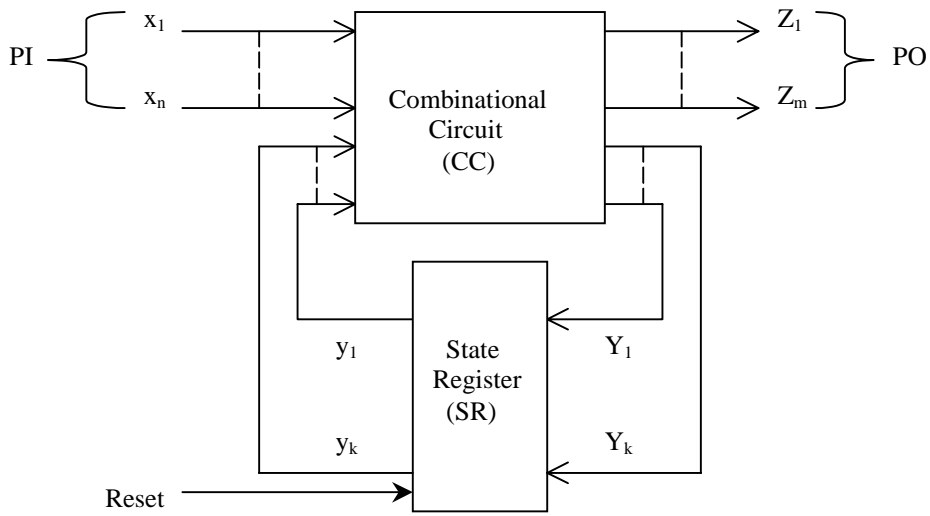 x₁
Z₁
PI
PO
xₙ
Zₘ
Combinational
Circuit
(CC)
y₁
Y₁
State
Register
(SR)
yₖ
Yₖ
Reset